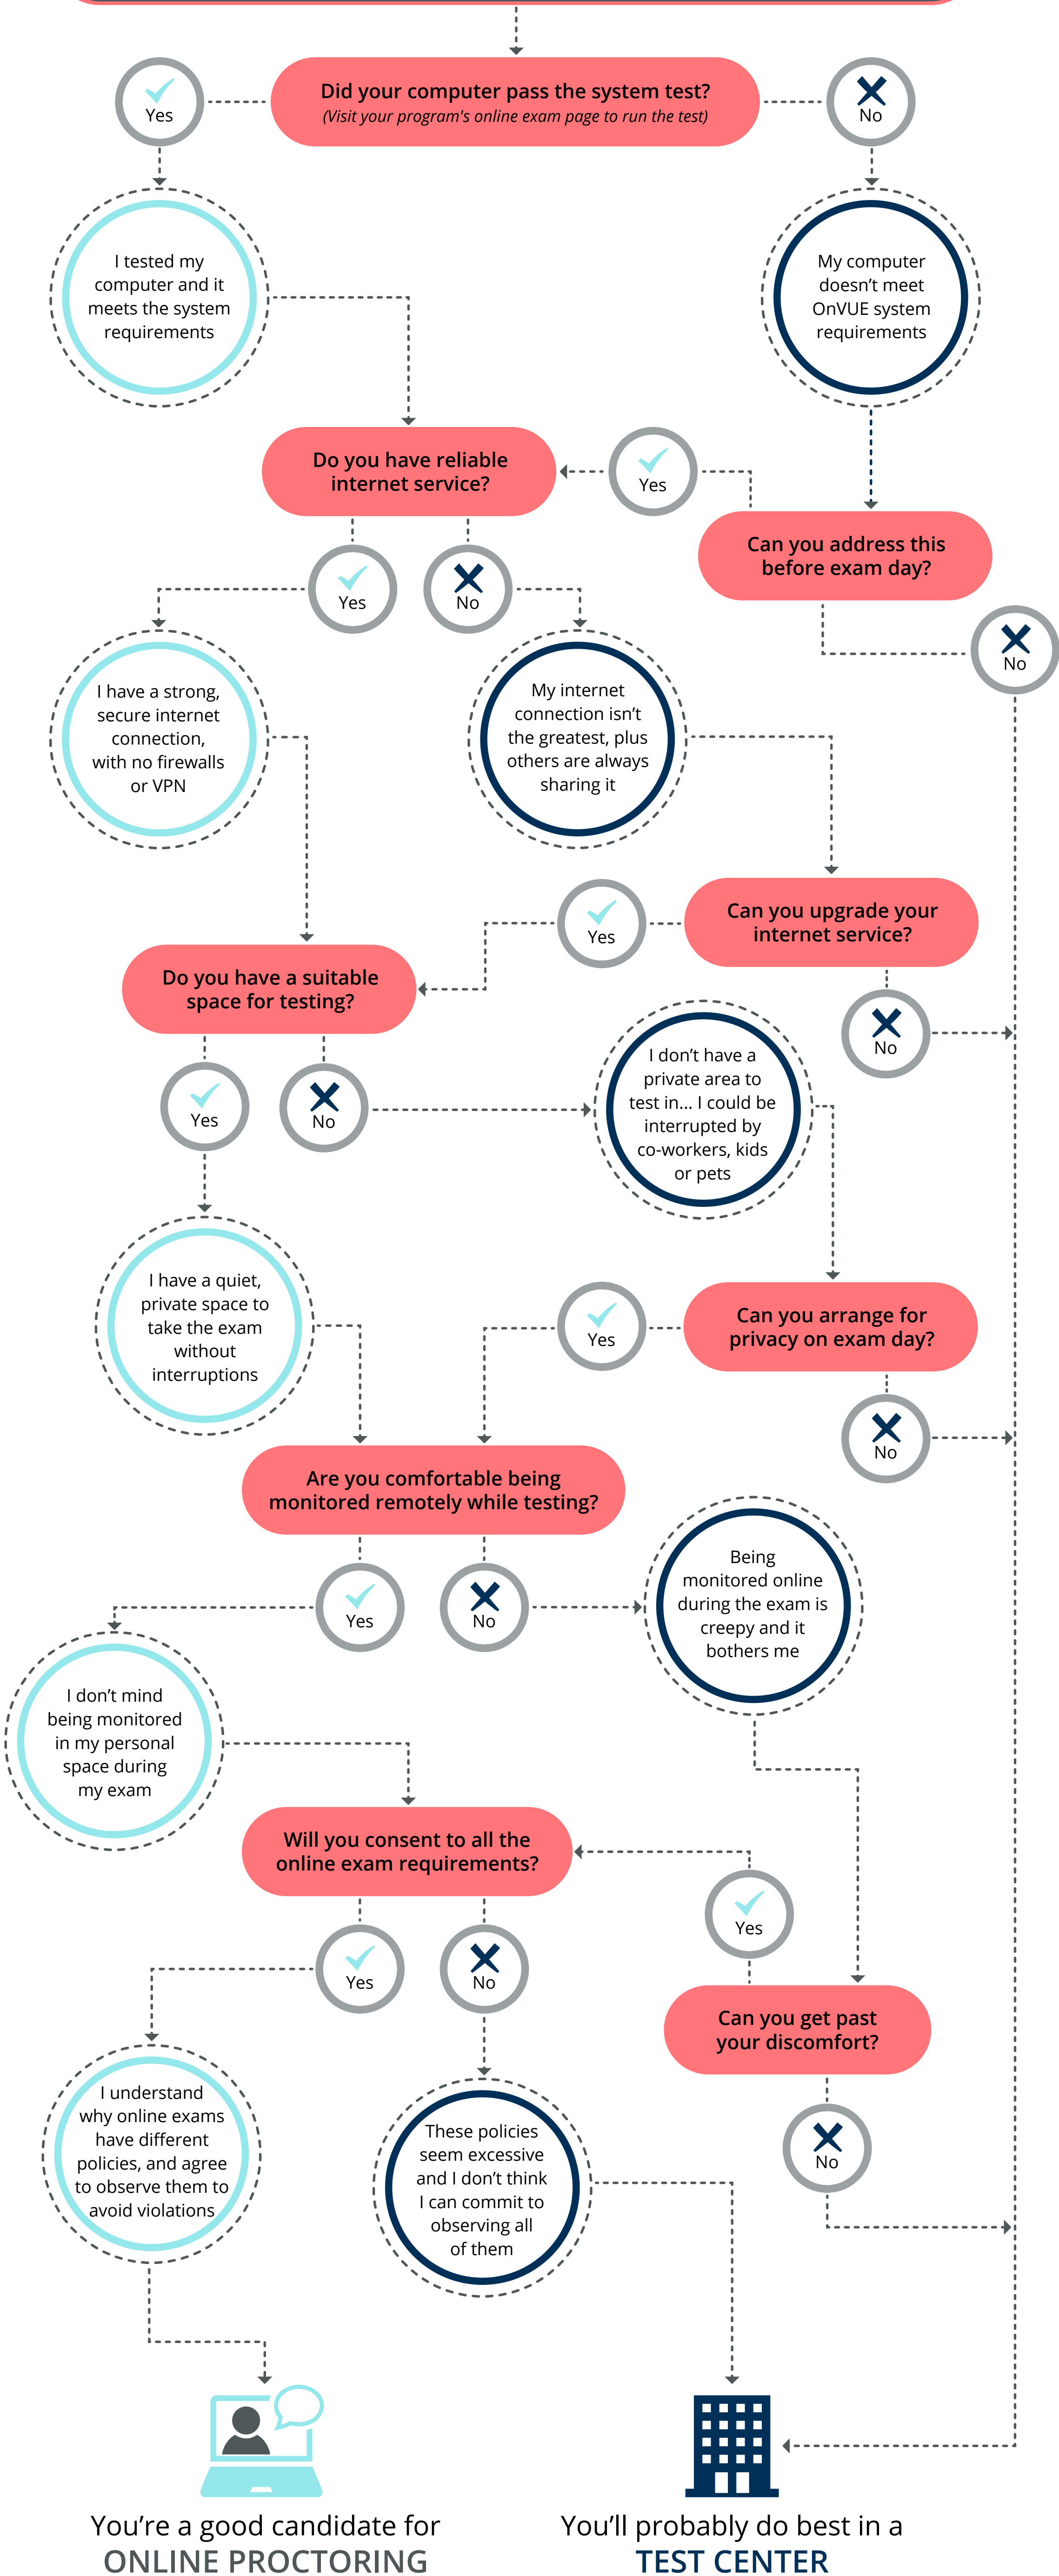 Did your computer pass the system test?
(Visit your program's online exam page to run the test)
Yes
No
I tested my
computer and it
meets the system
requirements
My computer
doesn’t meet
OnVUE system
requirements
Do you have reliable
internet service?
Yes
Can you address this
before exam day?
Yes
No
No
I have a strong,
secure internet
connection,
with no firewalls
or VPN
My internet
connection isn’t
the greatest, plus
others are always
sharing it
Can you upgrade your
internet service?
Yes
Do you have a suitable
space for testing?
No
I don’t have a
private area to
test in... I could be
interrupted by
co-workers, kids
or pets
Yes
No
I have a quiet,
private space to
take the exam
without
interruptions
Yes
Can you arrange for
privacy on exam day?
No
Are you comfortable being
monitored remotely while testing?
Being
monitored online
during the exam is
creepy and it
bothers me
Yes
No
I don’t mind
being monitored
in my personal
space during
my exam
Will you consent to all the
online exam requirements?
Yes
Yes
No
Can you get past
your discomfort?
I understand
why online exams
have different
policies, and agree
to observe them to
avoid violations
These policies
seem excessive
and I don’t think
I can commit to
observing all
of them
No
You’re a good candidate for
ONLINE PROCTORING
You’ll probably do best in a
TEST CENTER